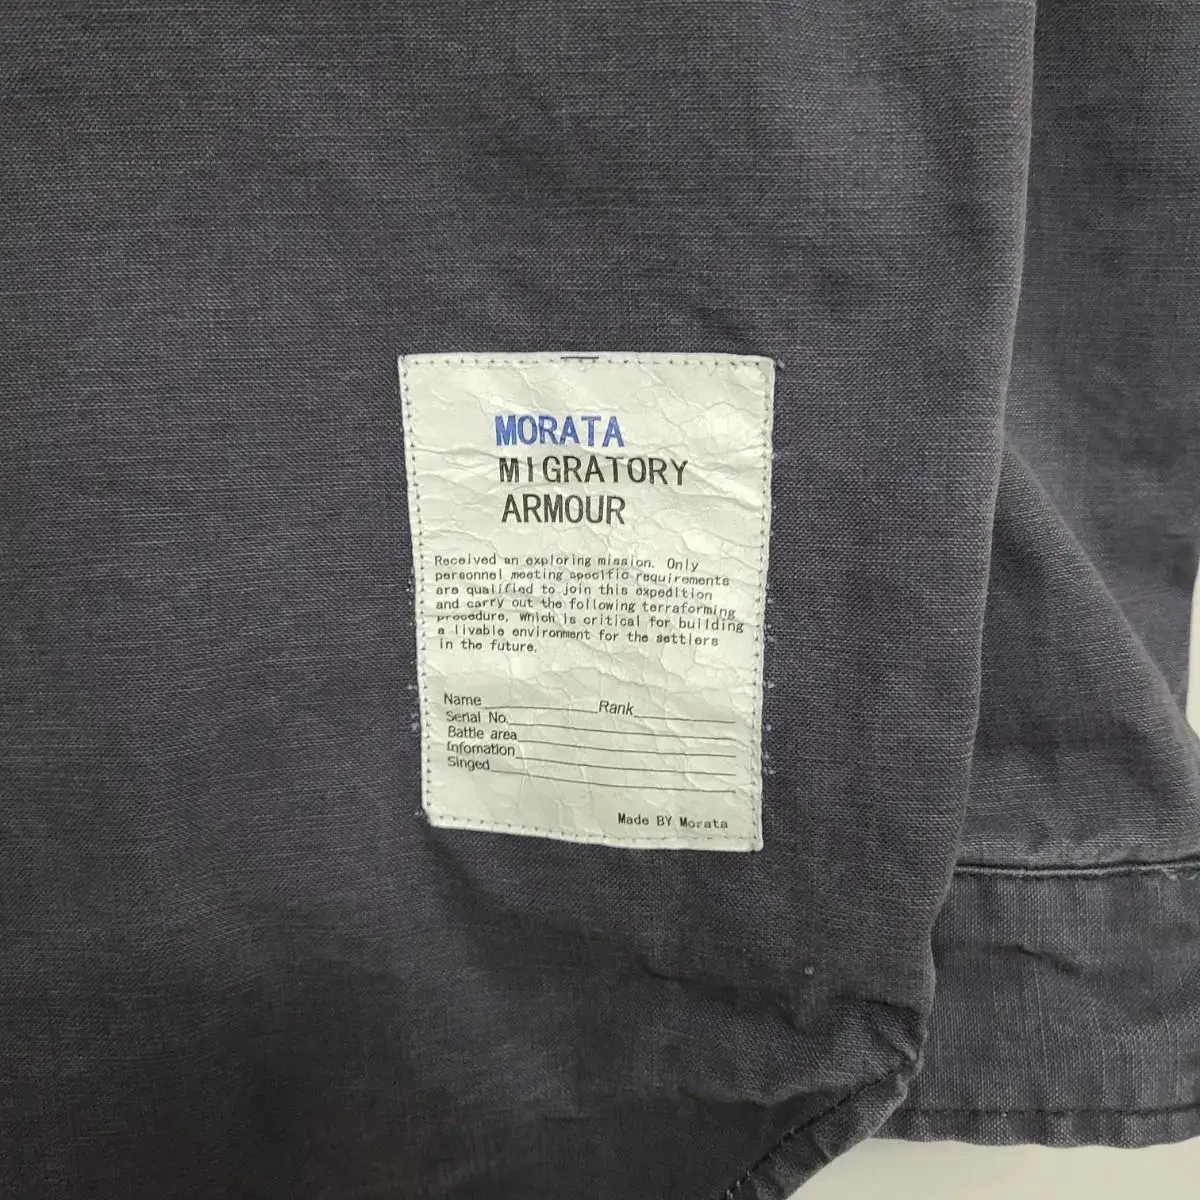 MORATA
MIGRATORY
ARMOUR
Received an exploring mission. Only
personnel meeting specific requirements
are qualified to join this expedition
and carry out the following terraforming
procedure, which is critical for building
a livable environment for the settlers
in the future.
Name Rank
Serial No.
Battle area
Infomation
Singed
Made BY Morata